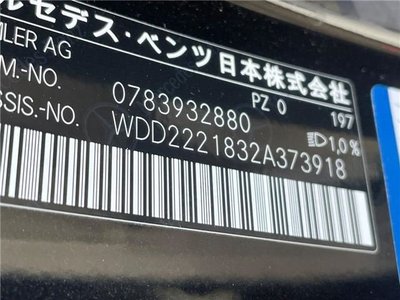 ルセデス・ベンツ日本株式会社
LER AG
M.-NO. 0783932880 PZ 0 197
SSIS.-NO. WDD2221832A373918 1,0%